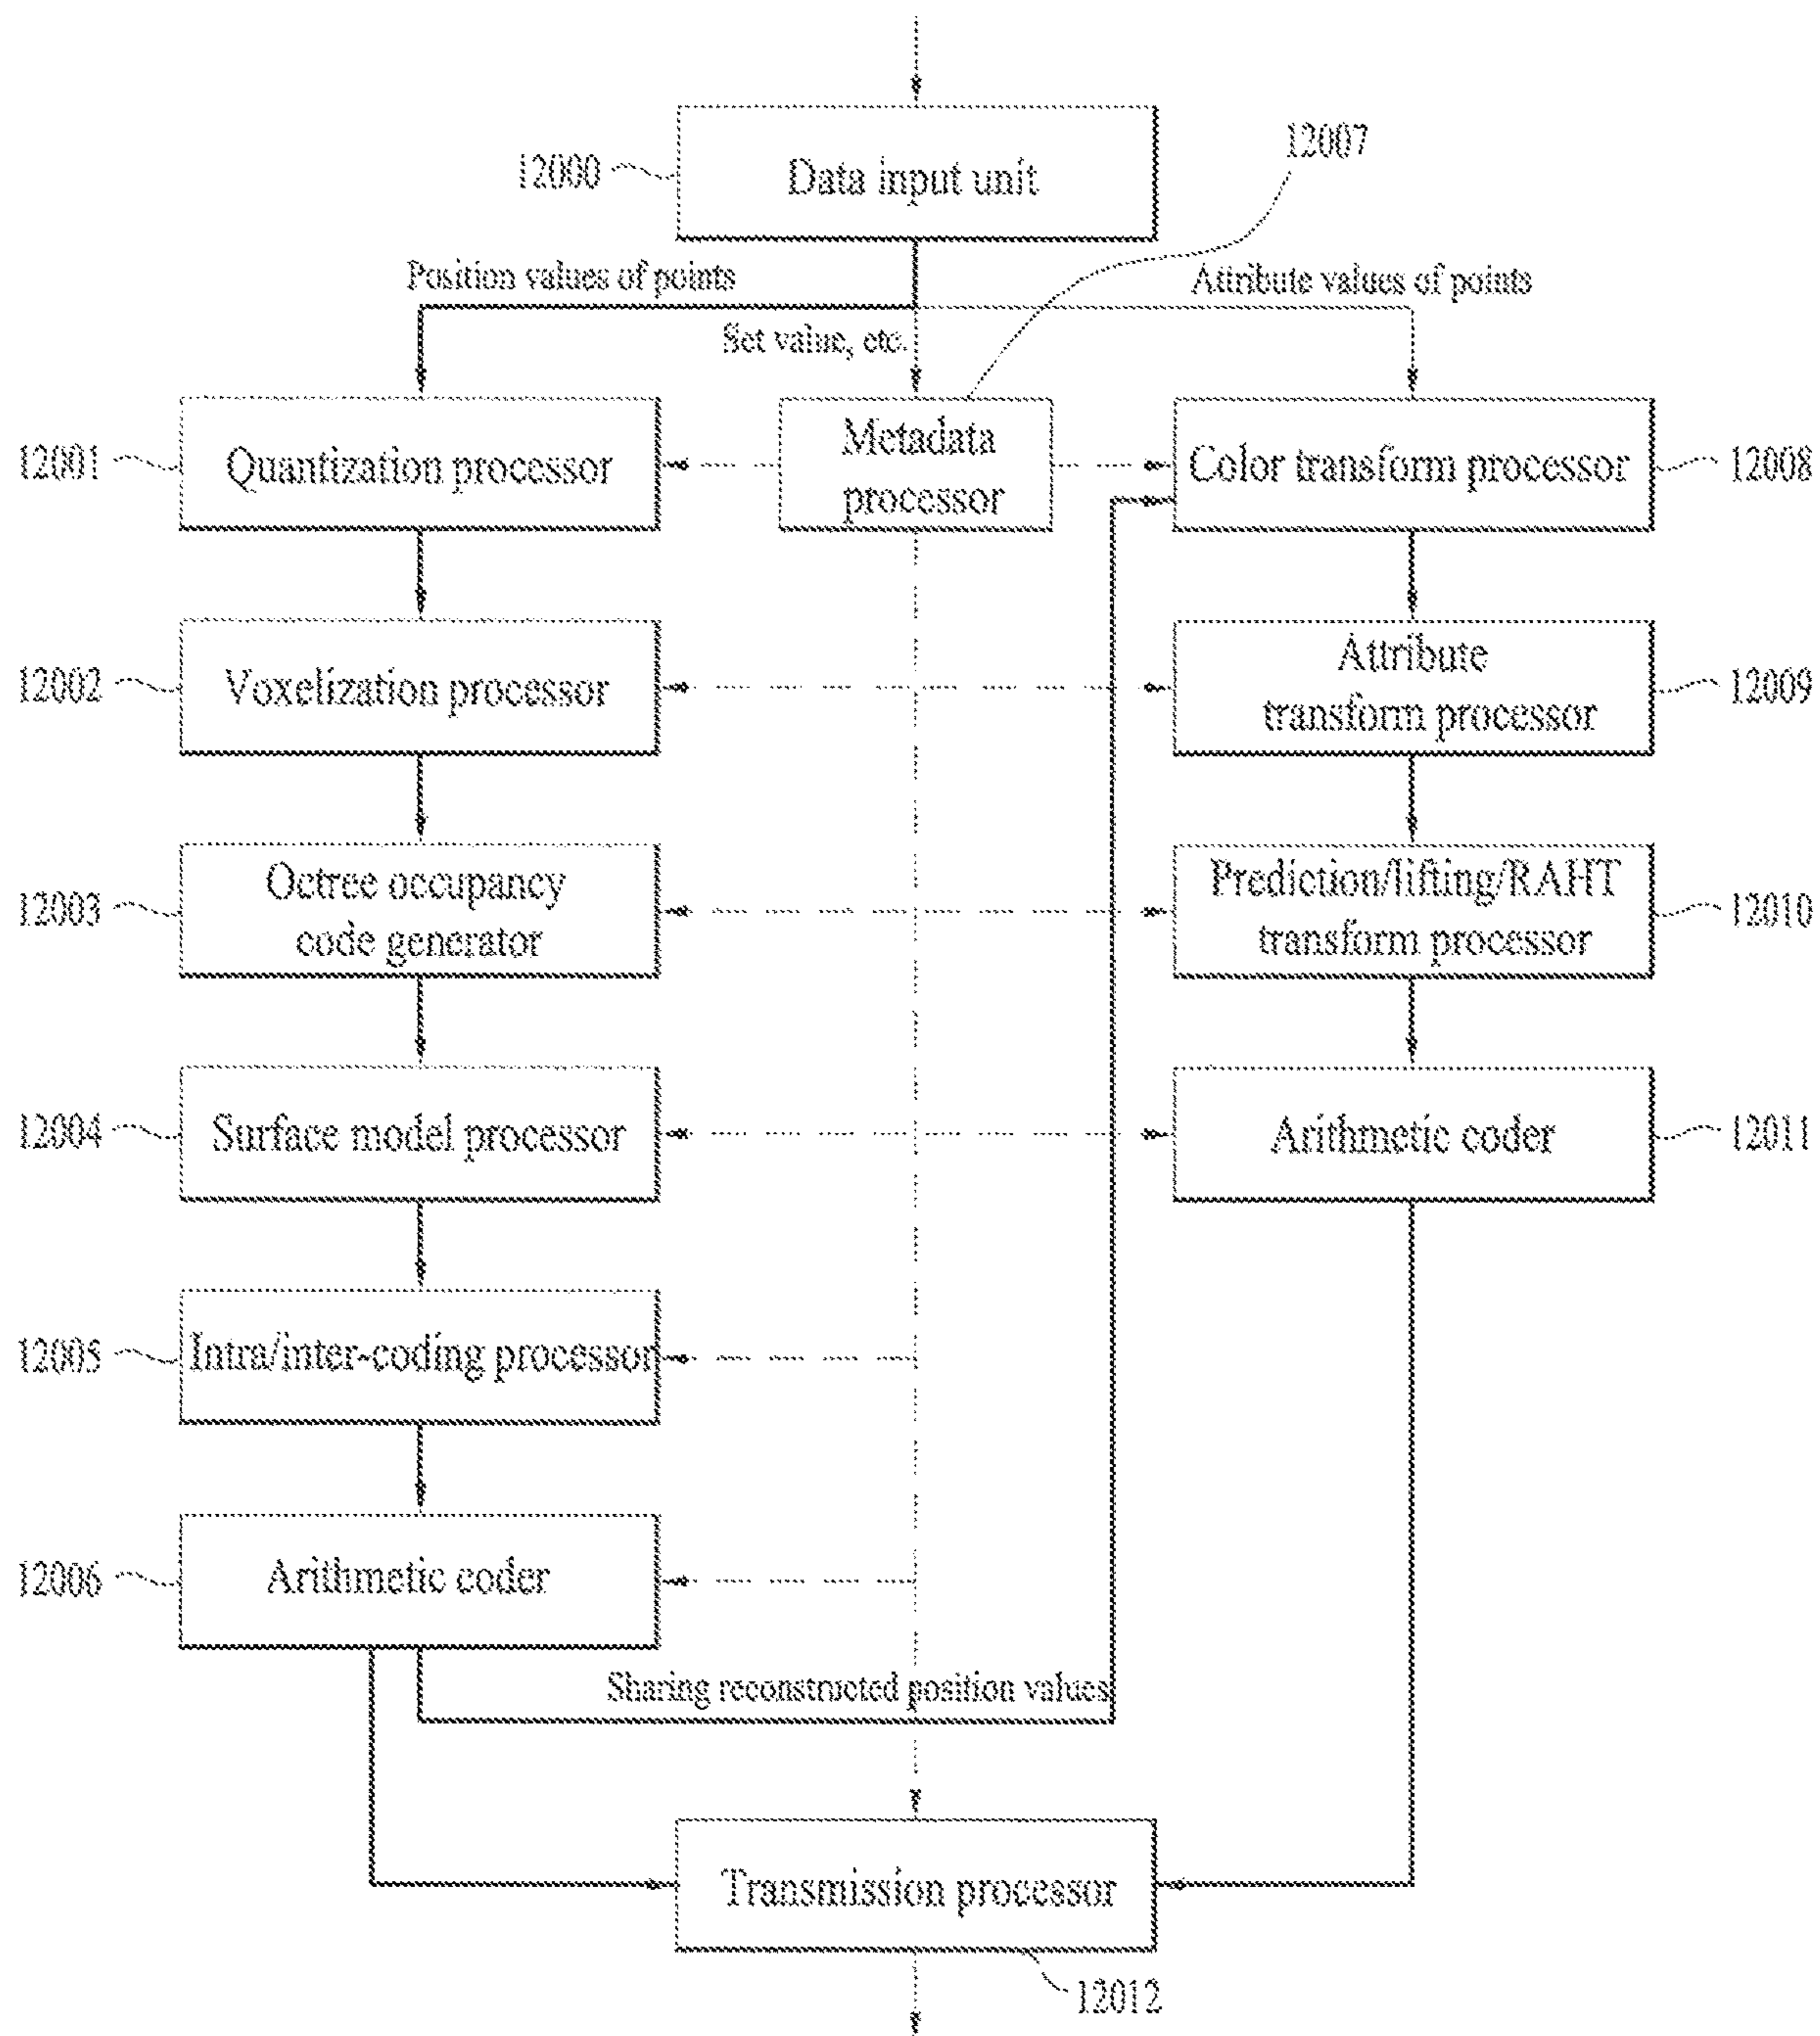 12000
Data input unit
12007
Position values of points
Attribute values of points
Set value, etc.
12001
Quantization processor
Metadata
processor
Color transform processor
12008
12002
Voxelization processor
Attribute
transform processor
12009
12003
Octree occupancy
code generator
Prediction/lifting/RAHT
transform processor
12010
12004
Surface model processor
Arithmetic coder
12011
12005
Intra/inter-coding processor
12006
Arithmetic coder
Sharing reconstructed position values
Transmission processor
12012